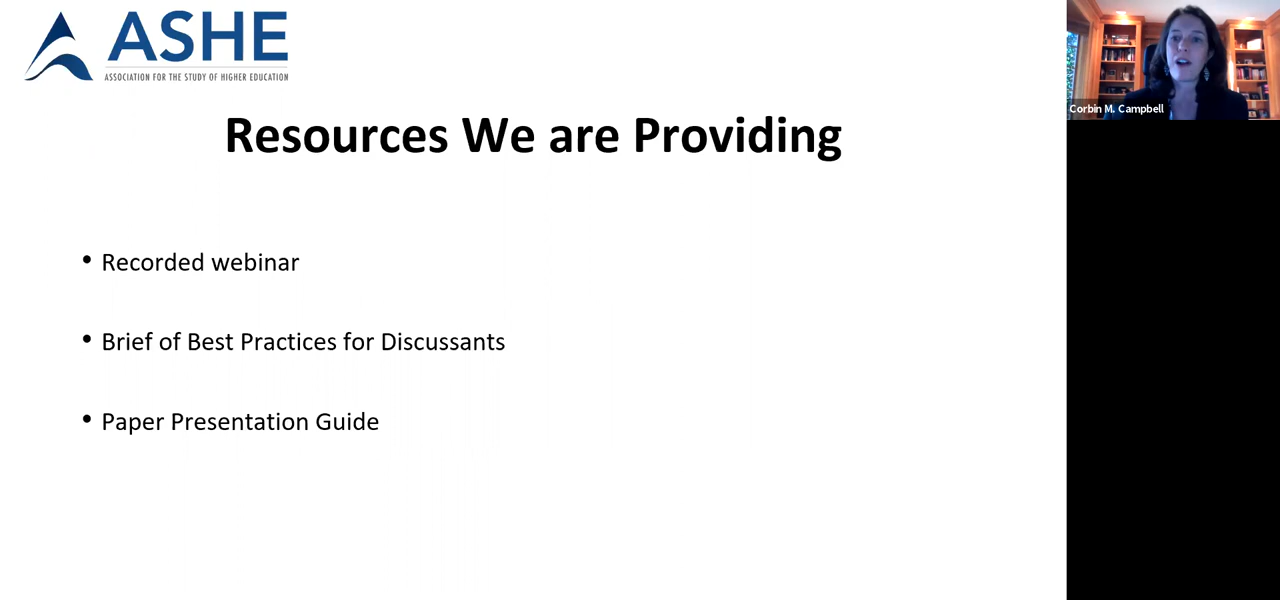 ASHE
ASSOCIATION FOR THE STUDY OF HIGHER EDUCATION
Resources We are Providing
• Recorded webinar
• Brief of Best Practices for Discussants
• Paper Presentation Guide
Corbin M. Campbell